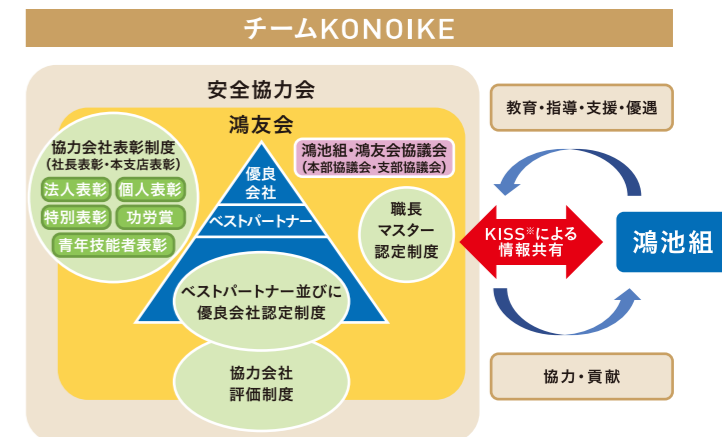 チームKONOIKE
安全協力会
鴻友会
協力会社表彰制度
(社長表彰・本支店表彰)
法人表彰
個人表彰
特別表彰
功労賞
青年技能者表彰
優良
会社
ベストパートナー
鴻池組・鴻友会協議会
(本部協議会・支部協議会)
職長
マスター
認定制度
ベストパートナー並びに
優良会社認定制度
協力会社
評価制度
教育・指導・支援・優遇
KISS※による
情報共有
鴻池組
協力・貢献